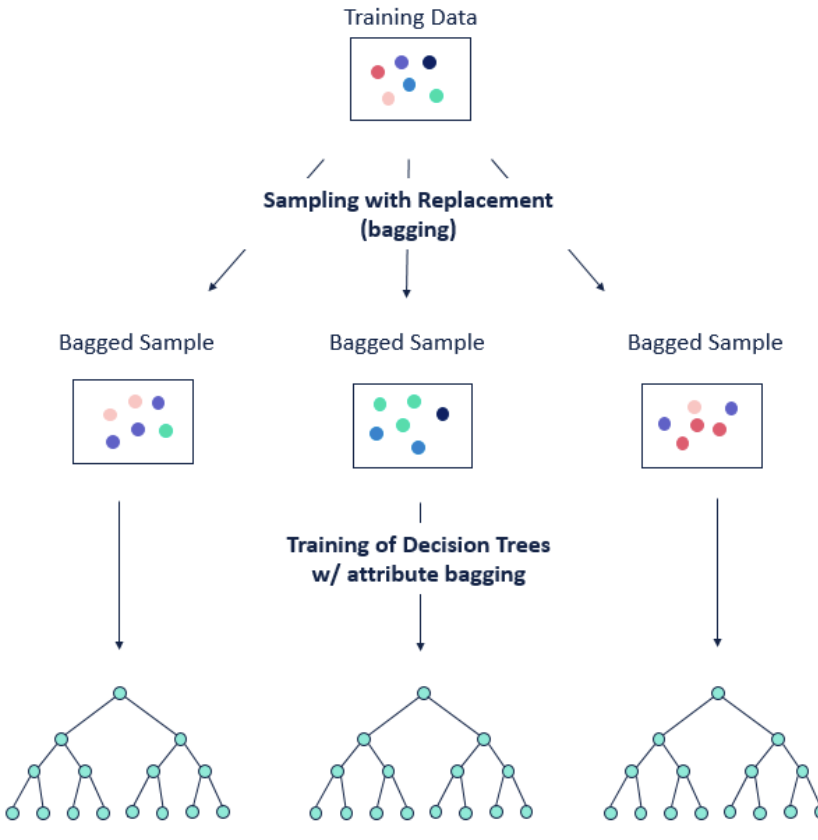 Training Data
Sampling with Replacement
(bagging)
Bagged Sample
Bagged Sample
Bagged Sample
Training of Decision Trees
w/ attribute bagging